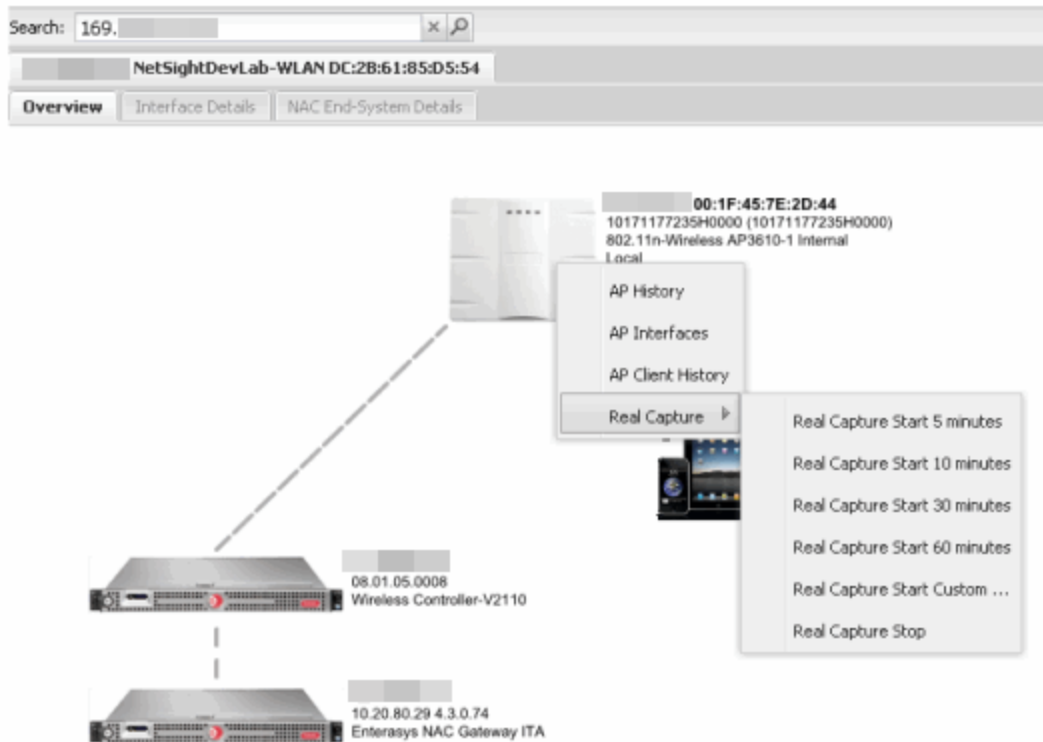 Search: 169.
NetSightDevLab-WLAN DC:2B:61:85:D5:54
Overview Interface Details NAC End-System Details
00:1F:45:7E:2D:44
10171177235H0000 (10171177235H0000)
802.11n-Wireless AP3610-1 Internal
Local
AP History
AP Interfaces
AP Client History
Real Capture
Real Capture Start 5 minutes
Real Capture Start 10 minutes
Real Capture Start 30 minutes
Real Capture Start 60 minutes
Real Capture Start Custom ...
Real Capture Stop
08.01.05.0008
Wireless Controller-V2110
10.20.80.29 4.3.0.74
Enterasys NAC Gateway ITA